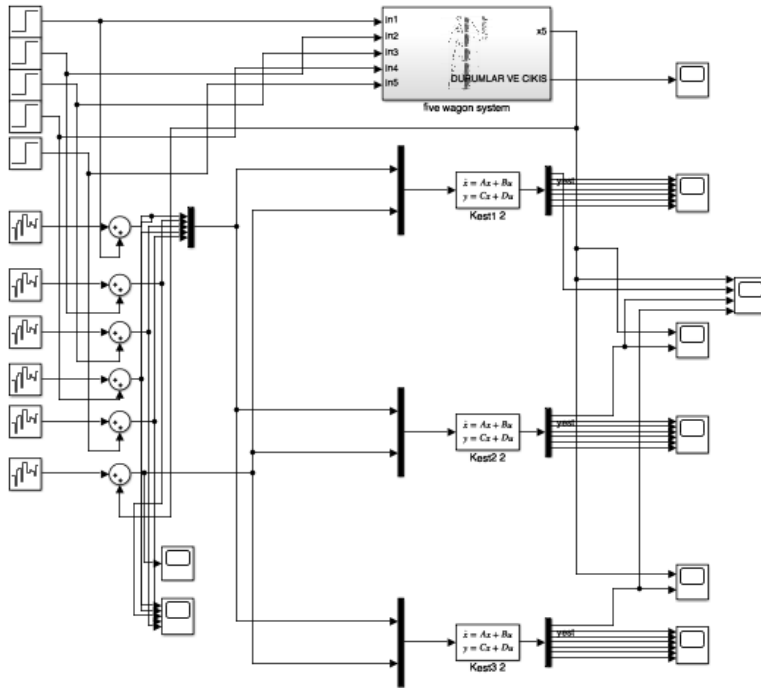 In1
In2
In3
In4
In5
x5
DURUMLAR VE CIKIS
five wagon system
ẋ = Ax + Bu
y = Cx + Du
Kest1 2
yest
ẋ = Ax + Bu
y = Cx + Du
Kest2 2
yest
ẋ = Ax + Bu
y = Cx + Du
Kest3 2
yest